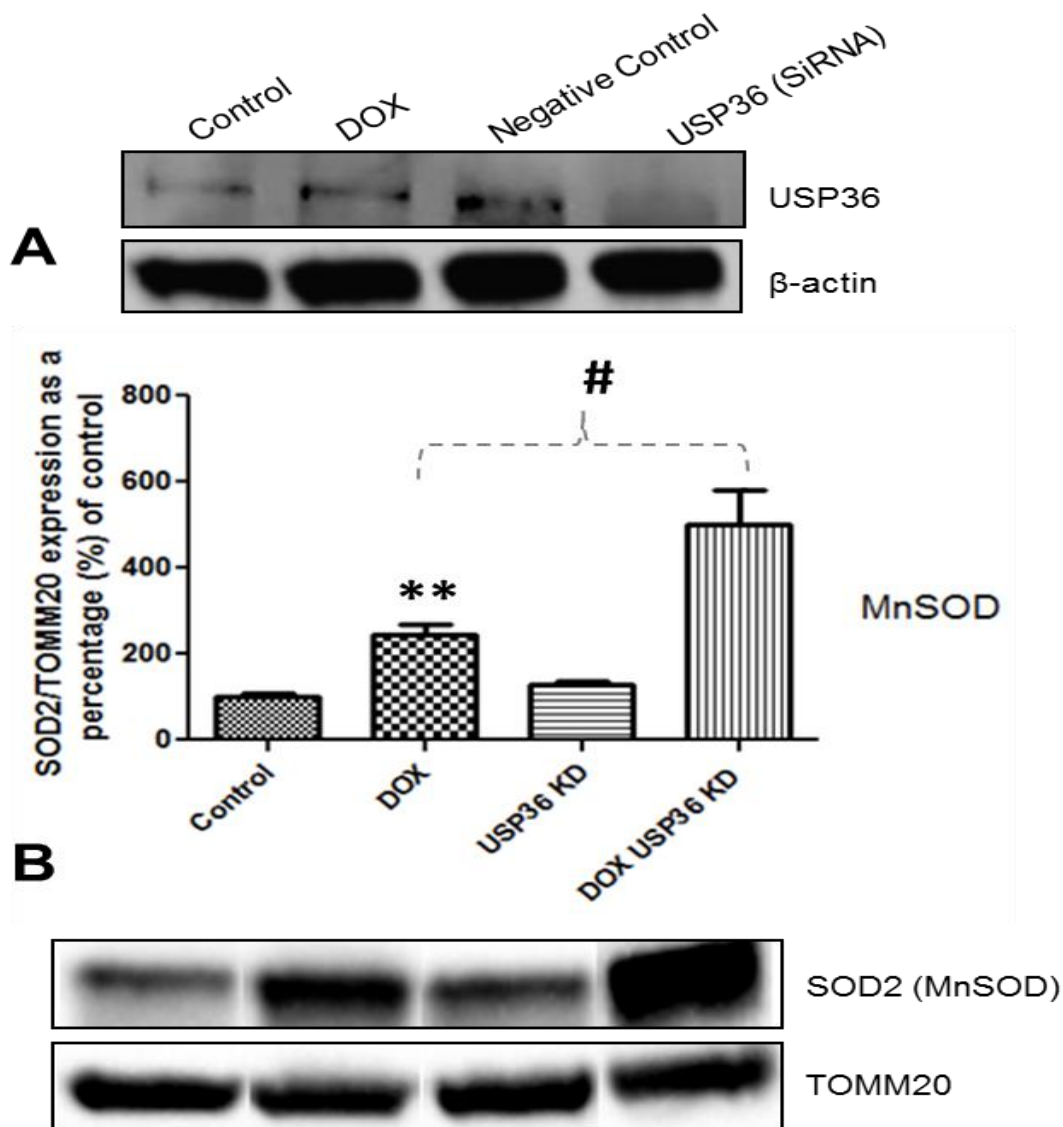 Control
DOX
Negative Control
USP36 (SiRNA)
USP36
A
β-actin
SOD2/TOMM20 expression as a
percentage (%) of control
800
600
400
200
0
#
**
MnSOD
Control
DOX
USP36 KD
DOX USP36 KD
B
SOD2 (MnSOD)
TOMM20